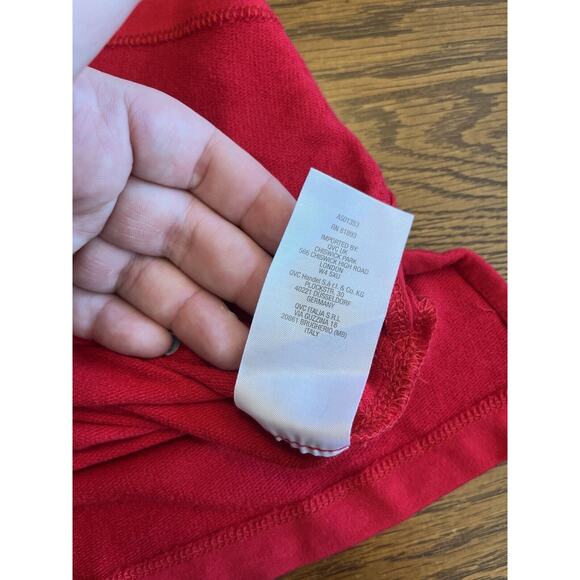 A501353
RN 81893
IMPORTED BY:
QVC UK
CHISWICK PARK
566 CHISWICK HIGH ROAD
LONDON
W4 5XU
QVC Handel S.à r.l. & Co. KG
PLOCKSTR. 30
40221 DÜSSELDORF
GERMANY
QVC ITALIA S.R.L
VIA GUZZINA 18
20861 BRUGHERIO (MB)
ITALY